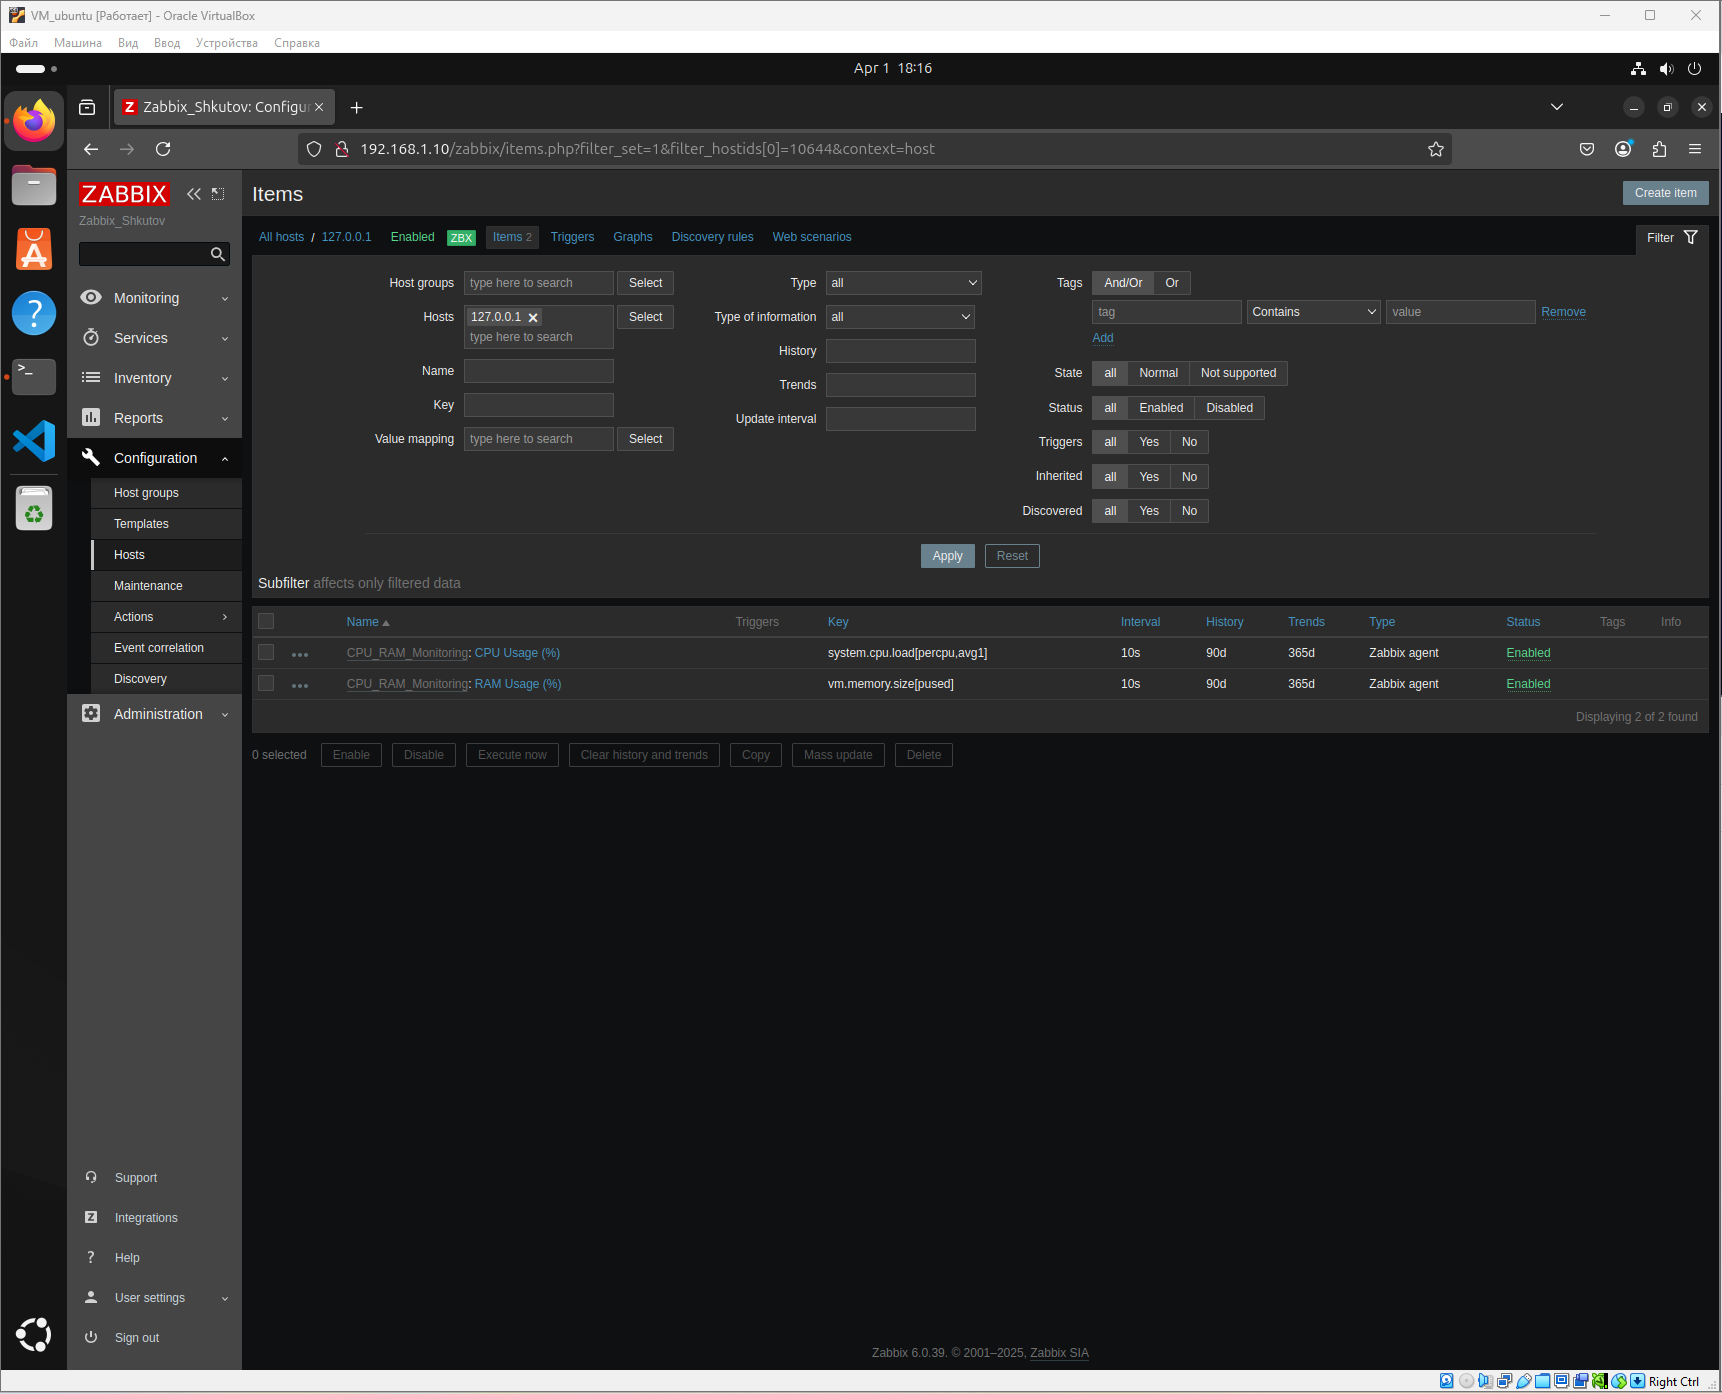 VM_ubuntu [Работает] - Oracle VirtualBox
Файл Машина Вид Ввод Устройства Справка
Apr 1 18:16
Zabbix_Shkutov: Configu
192.168.1.10/zabbix/items.php?filter_set=1&filter_hostids[0]=10644&context=host
ZABBIX
Zabbix_Shkutov
Monitoring
Services
Inventory
Reports
Configuration
Host groups
Templates
Hosts
Maintenance
Actions
Event correlation
Discovery
Administration
Support
Integrations
Help
User settings
Sign out
Items
Create item
All hosts / 127.0.0.1 Enabled ZBX Items 2 Triggers Graphs Discovery rules Web scenarios
Filter
Host groups type here to search Select
Hosts 127.0.0.1 Select
type here to search
Name
Key
Value mapping type here to search Select
Type all
Type of information all
History
Trends
Update interval
Tags And/Or Or
tag Contains value Remove
Add
State all Normal Not supported
Status all Enabled Disabled
Triggers all Yes No
Inherited all Yes No
Discovered all Yes No
Apply Reset
Subfilter affects only filtered data
Name Triggers Key Interval History Trends Type Status Tags Info
CPU_RAM_Monitoring: CPU Usage (%) system.cpu.load[percpu,avg1] 10s 90d 365d Zabbix agent Enabled
CPU_RAM_Monitoring: RAM Usage (%) vm.memory.size[pused] 10s 90d 365d Zabbix agent Enabled
Displaying 2 of 2 found
0 selected Enable Disable Execute now Clear history and trends Copy Mass update Delete
Zabbix 6.0.39. © 2001–2025, Zabbix SIA
Right Ctrl